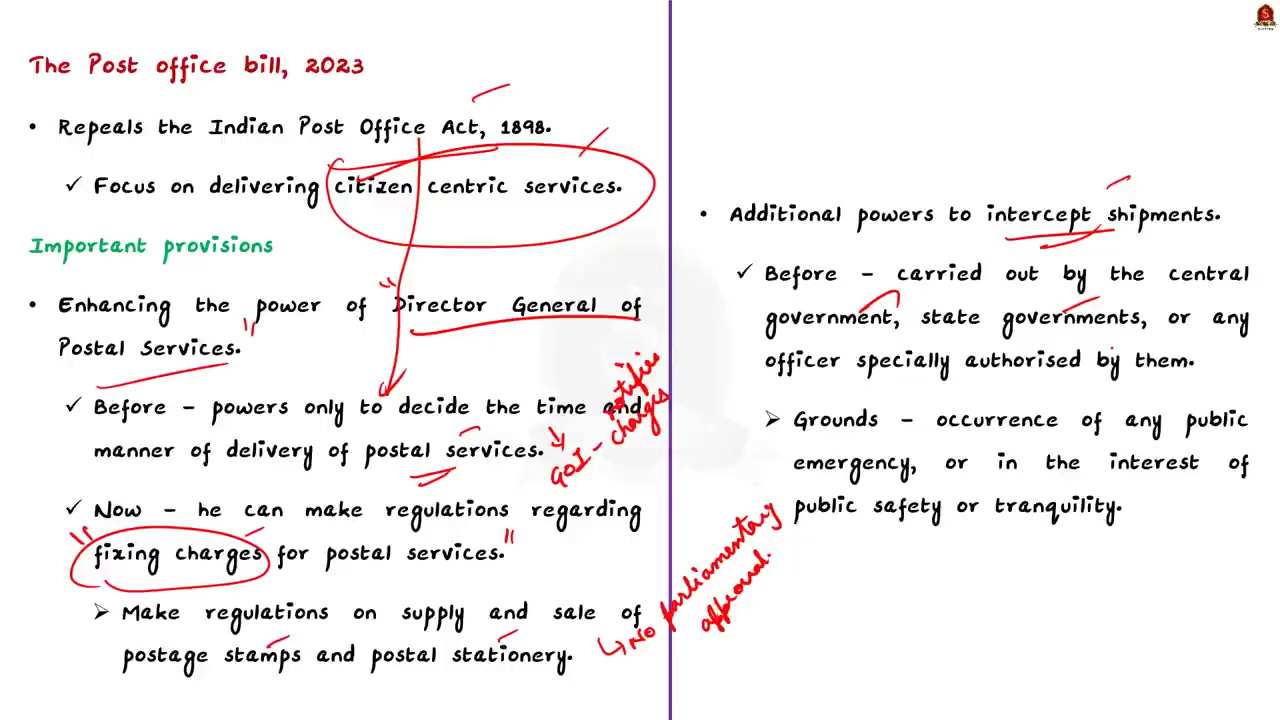 The Post office bill, 2023
• Repeals the Indian Post Office Act, 1898.
✓ Focus on delivering citizen centric services.
Important provisions
• Enhancing the power of Director General of
Postal Services.
✓ Before – powers only to decide the time and
manner of delivery of postal services.
GOI – notifies
charges
✓ Now – he can make regulations regarding
fixing charges for postal services."
➢ Make regulations on supply and sale of
postage stamps and postal stationery.
↳ No parliamentary
approval.
• Additional powers to intercept shipments.
✓ Before – carried out by the central
government, state governments, or any
officer specially authorised by them.
➢ Grounds – occurrence of any public
emergency, or in the interest of
public safety or tranquility.